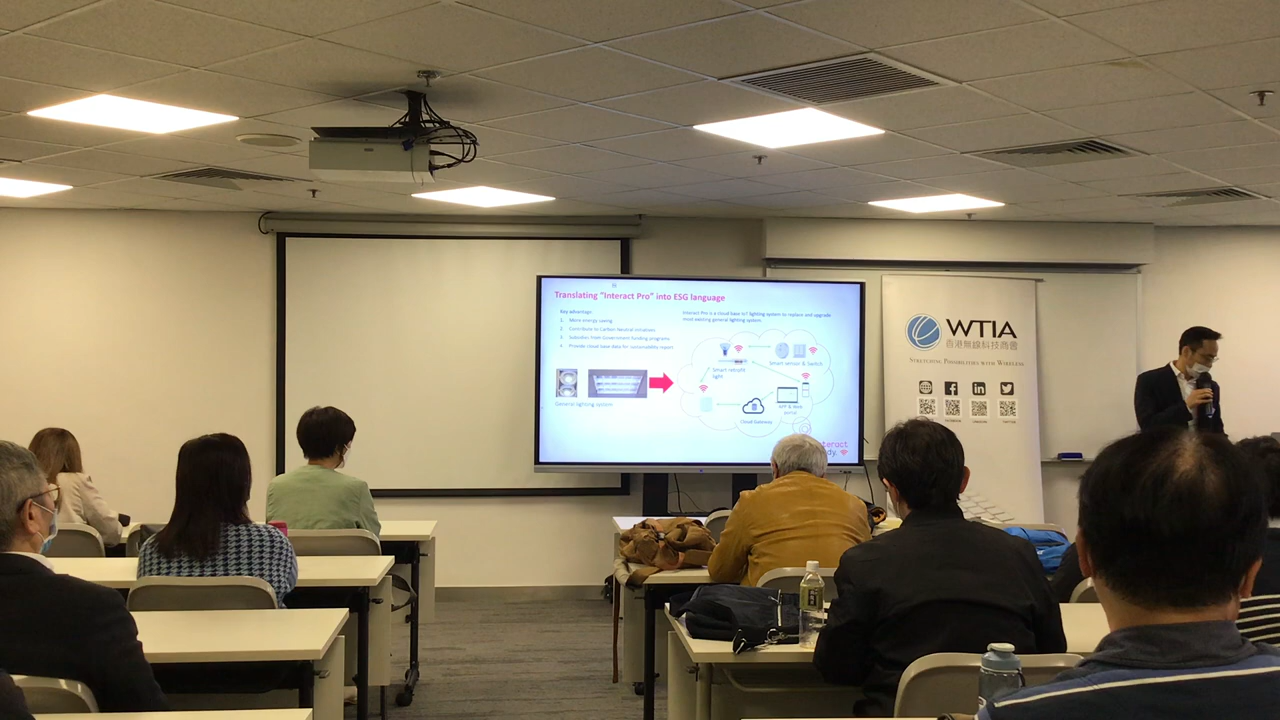 Translating "Interact Pro" into ESG language
Key advantage:
1. More energy saving
2. Contribute to Carbon Neutral initiatives
3. Subsidies from Government funding programs
4. Provide cloud base data for sustainability report
Interact Pro is a cloud base IoT lighting system to replace and upgrade
most existing general lighting system.
Smart retrofit
light
Smart sensor & Switch
General lighting system
Cloud Gateway
APP & Web
portal
WTIA
香港無線科技商會
STRETCHING POSSIBILITIES WITH WIRELESS